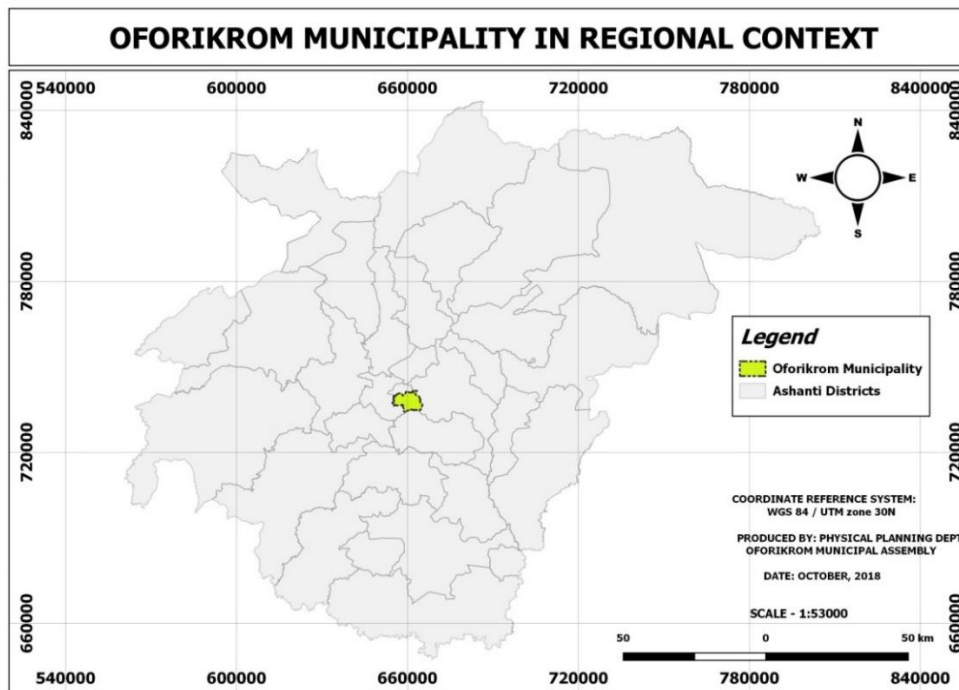 OFORIKROM MUNICIPALITY IN REGIONAL CONTEXT
540000 600000 660000 720000 780000 840000
840000 840000
N
W E
S
780000 780000
Legend
Oforikrom Municipality
Ashanti Districts
720000 720000
COORDINATE REFERENCE SYSTEM:
WGS 84 / UTM zone 30N
PRODUCED BY: PHYSICAL PLANNING DEPT
OFORIKROM MUNICIPAL ASSEMBLY
DATE: OCTOBER, 2018
SCALE - 1:53000
660000 660000
50 0 50 km
540000 600000 660000 720000 780000 840000